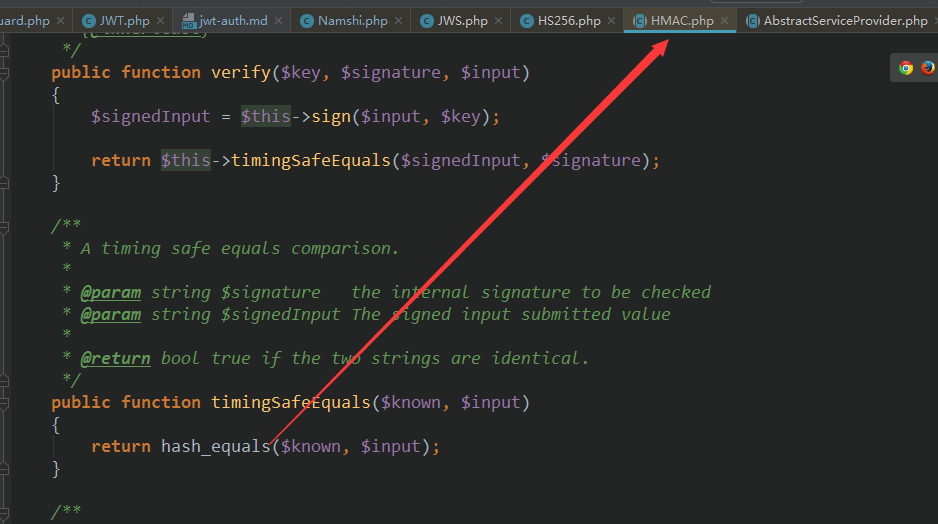 uard.php × JWT.php × jwt-auth.md × Namshi.php × JWS.php × HS256.php × HMAC.php × AbstractServiceProvider.php ×
*/
public function verify($key, $signature, $input)
{
$signedInput = $this->sign($input, $key);
return $this->timingSafeEquals($signedInput, $signature);
}
/**
* A timing safe equals comparison.
*
* @param string $signature   the internal signature to be checked
* @param string $signedInput The signed input submitted value
*
* @return bool true if the two strings are identical.
*/
public function timingSafeEquals($known, $input)
{
return hash_equals($known, $input);
}
/**